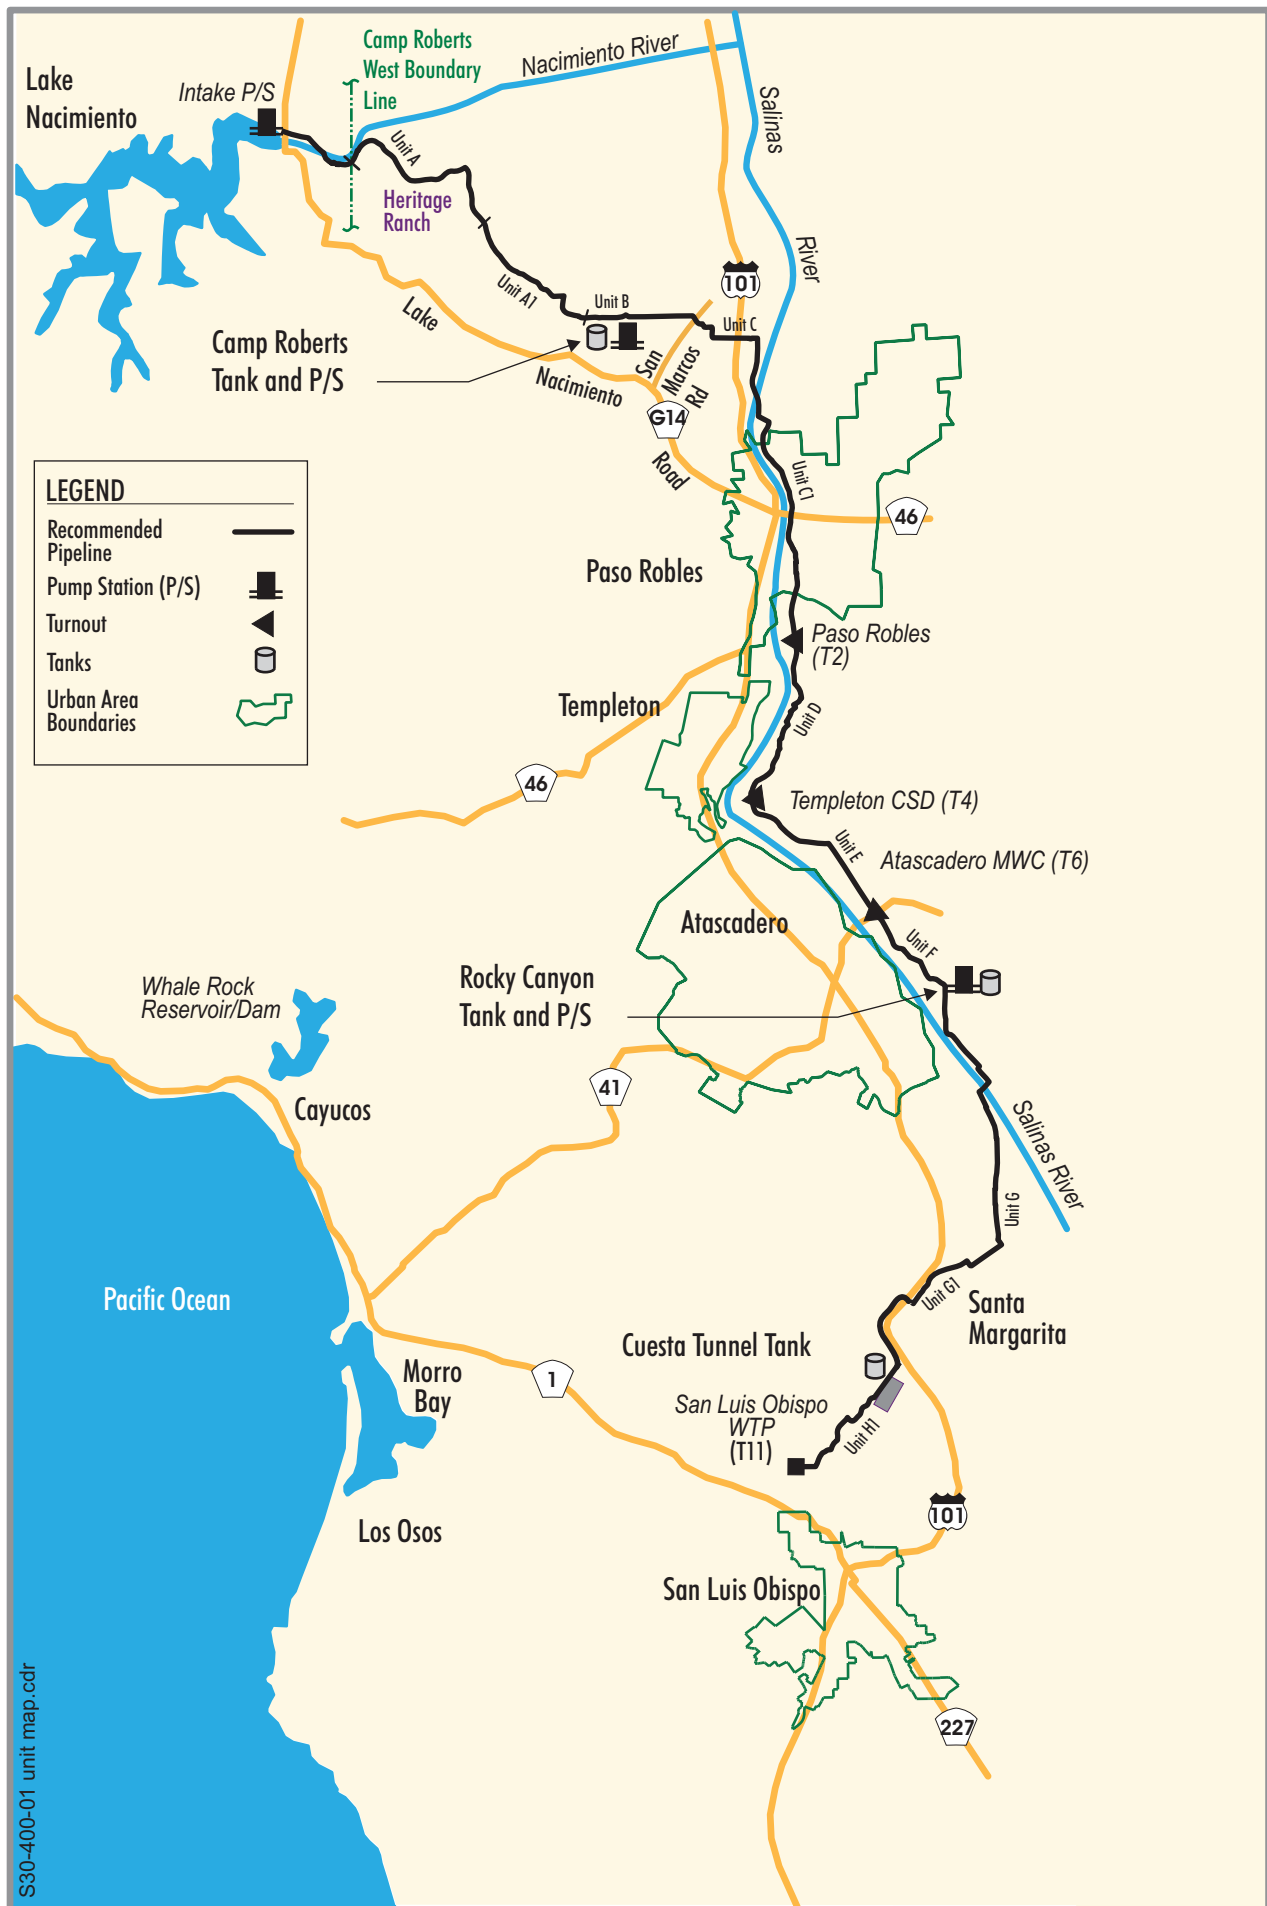 Lake
Nacimiento
Intake P/S
Camp Roberts
West Boundary
Line
Nacimiento River
Salinas
River
Unit A
Heritage
Ranch
Unit A1
Unit B
101
Unit C
Camp Roberts
Tank and P/S
Lake
Nacimiento
Road
San
Marcos
Rd
G14
Unit C1
46
LEGEND
Recommended
Pipeline
Pump Station (P/S)
Turnout
Tanks
Urban Area
Boundaries
Paso Robles
Paso Robles
(T2)
Templeton
Unit D
46
Templeton CSD (T4)
Unit E
Atascadero MWC (T6)
Atascadero
Unit F
Rocky Canyon
Tank and P/S
Whale Rock
Reservoir/Dam
41
Cayucos
Salinas River
Unit G
Pacific Ocean
Unit G1
Santa
Margarita
Cuesta Tunnel Tank
Morro
Bay
1
San Luis Obispo
WTP
(T11)
Unit H1
101
Los Osos
San Luis Obispo
227
S30-400-01 unit map.cdr